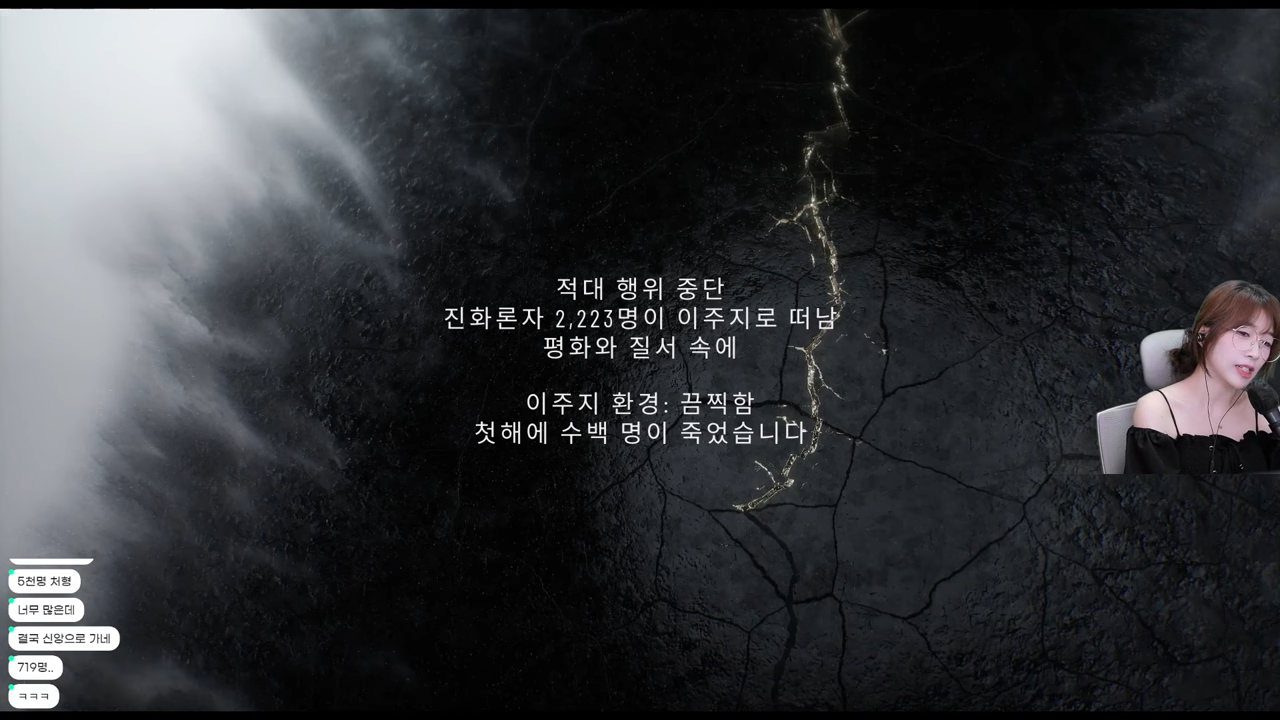 적대 행위 중단
진화론자 2,223명이 이주지로 떠남
평화와 질서 속에
이주지 환경: 끔찍함
첫해에 수백 명이 죽었습니다
5천명 처형
너무 많은데
결국 신앙으로 가네
719명..
ㅋㅋㅋ